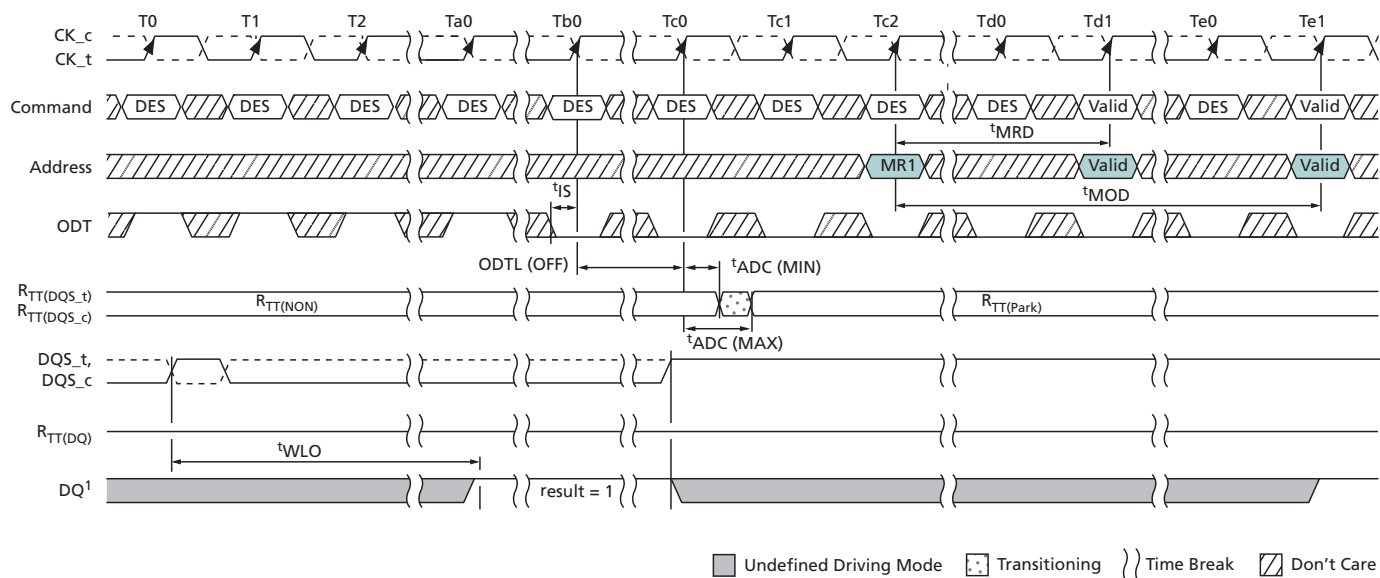 T0 T1 T2 Ta0 Tb0 Tc0 Tc1 Tc2 Td0 Td1 Te0 Te1
CK_c
CK_t
Command DES DES DES DES DES DES DES DES DES Valid DES Valid
tMRD
Address MR1 Valid Valid
tIS
tMOD
ODT
ODTL (OFF) tADC (MIN)
RTT(DQS_t)
RTT(DQS_c)
RTT(NON) RTT(Park)
tADC (MAX)
DQS_t,
DQS_c
RTT(DQ)
tWLO
DQ1 result = 1
Undefined Driving Mode Transitioning Time Break Don't Care